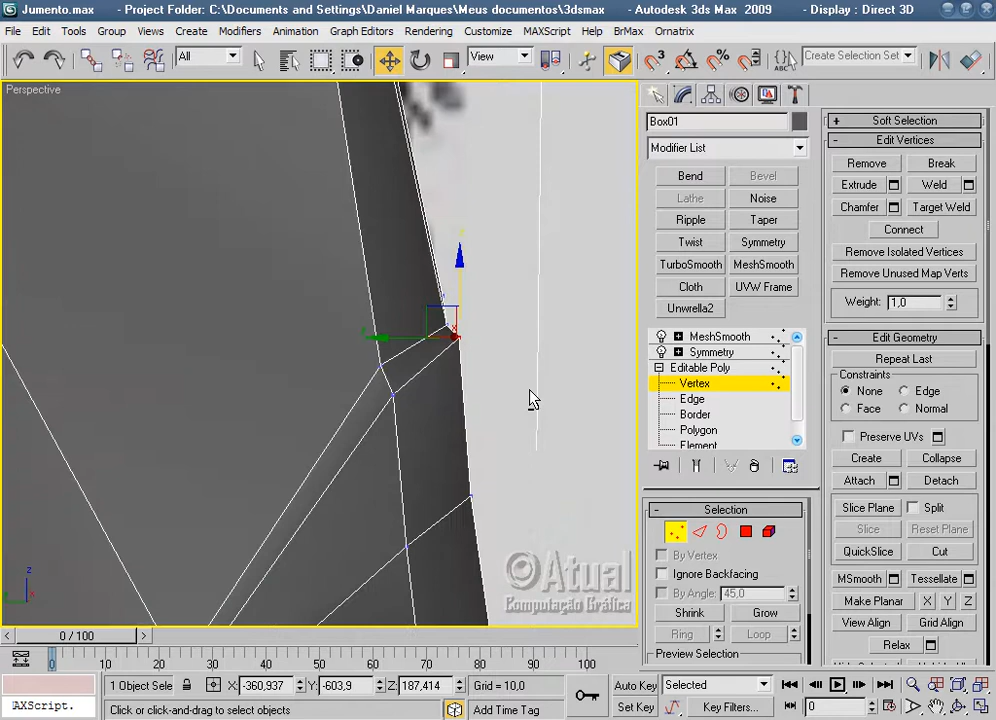 Jumento.max - Project Folder: C:\Documents and Settings\Daniel Marques\Meus documentos\3dsmax - Autodesk 3ds Max 2009 - Display : Direct 3D
File Edit Tools Group Views Create Modifiers Animation Graph Editors Rendering Customize MAXScript Help BrMax Ornatrix
All View Create Selection Set
Perspective
Box01
Modifier List
Bend Bevel
Lathe Noise
Ripple Taper
Twist Symmetry
TurboSmooth MeshSmooth
Cloth UVW Frame
Unwrella2
MeshSmooth
Symmetry
Editable Poly
Vertex
Edge
Border
Polygon
Element
Selection
By Vertex
Ignore Backfacing
By Angle: 45,0
Shrink Grow
Ring Loop
Preview Selection
Soft Selection
Edit Vertices
Remove Break
Extrude Weld
Chamfer Target Weld
Connect
Remove Isolated Vertices
Remove Unused Map Verts
Weight: 1,0
Edit Geometry
Repeat Last
Constraints
None Edge
Face Normal
Preserve UVs
Create Collapse
Attach Detach
Slice Plane Split
Slice Reset Plane
QuickSlice Cut
MSmooth Tessellate
Make Planar X Y Z
View Align Grid Align
Relax
Atual
Computação Gráfica
0 / 100
0 10 20 30 40 50 60 70 80 90 100
1 Object Sele X: -360,937 Y: -603,9 Z: 187,414 Grid = 10,0 Auto Key Selected
AXScript. Click or click-and-drag to select objects Add Time Tag Set Key Key Filters... 0